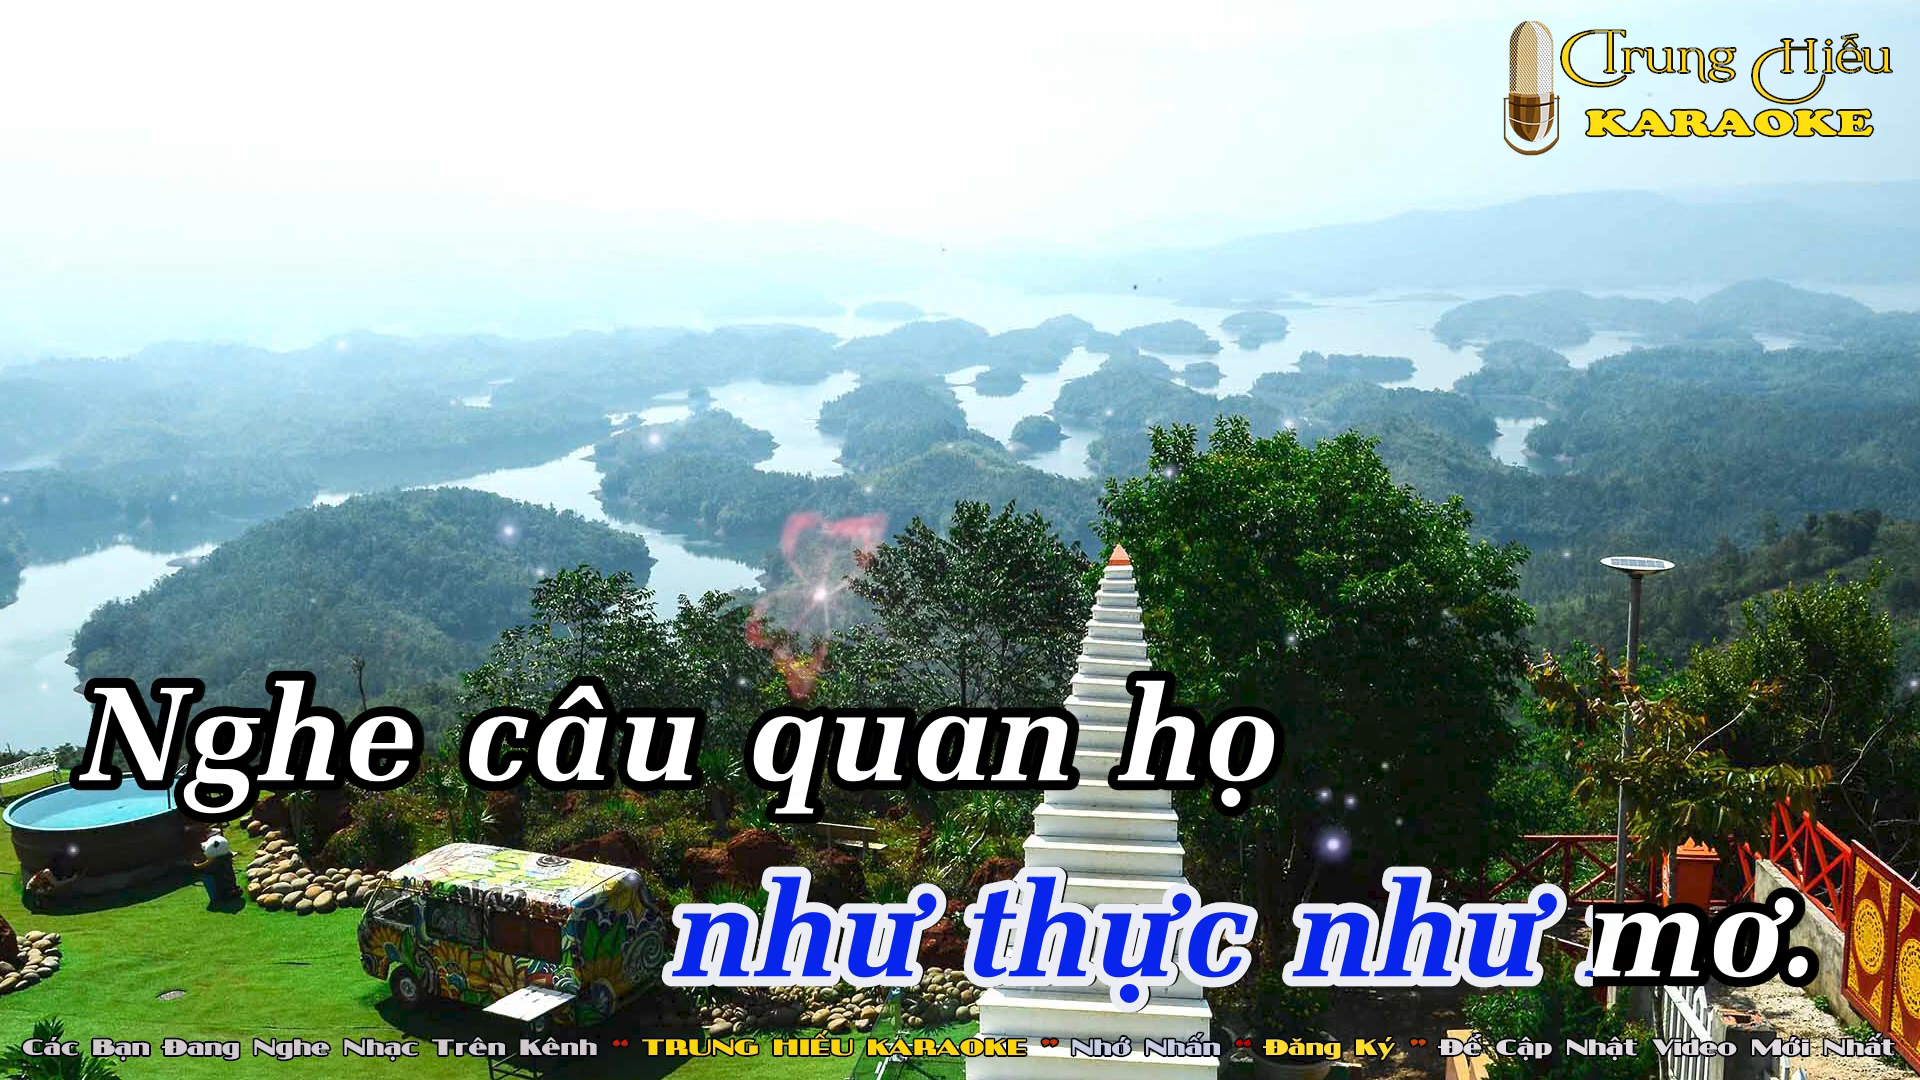 Trung Hiếu
KARAOKE
Nghe câu quan họ
như thực như mơ.
Các Bạn Đang Nghe Nhạc Trên Kênh " TRUNG HIẾU KARAOKE " Nhớ Nhấn " Đăng Ký " Để Cập Nhật Video Mới Nhất